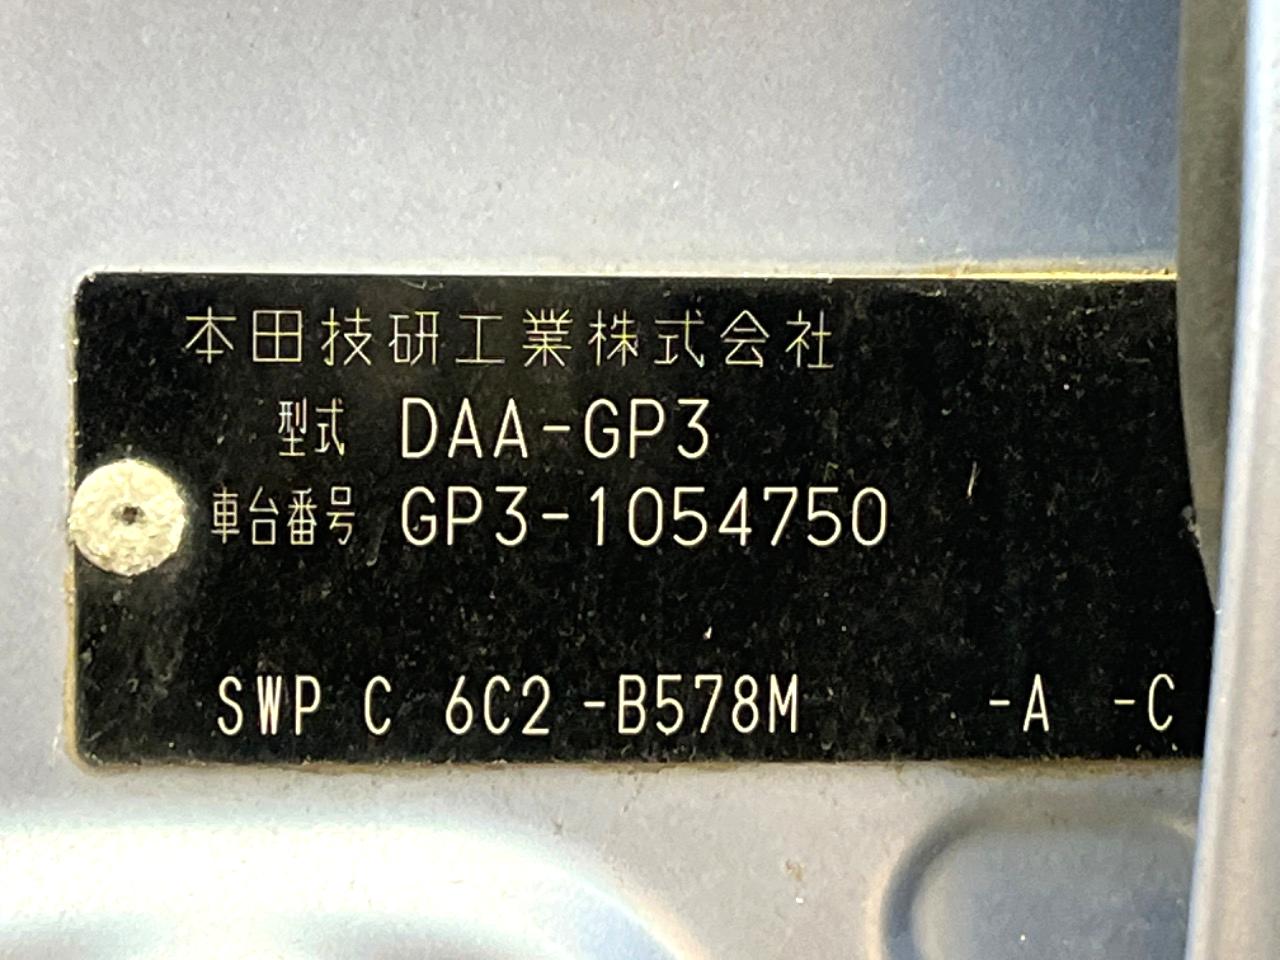 本田技研工業株式会社
型式 DAA-GP3
車台番号 GP3-1054750
SWP C 6C2 -B578M -A -C